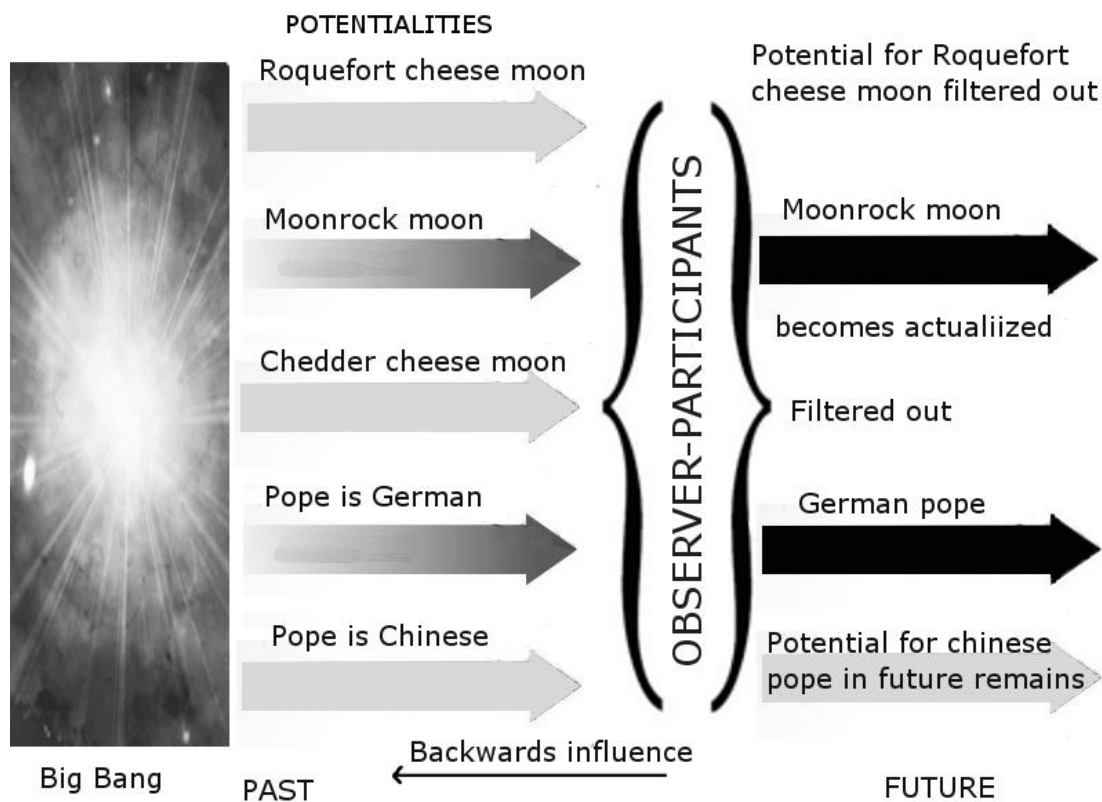 POTENTIALITIES
Roquefort cheese moon
Potential for Roquefort
cheese moon filtered out
Moonrock moon
Moonrock moon
becomes actualiized
Chedder cheese moon
Filtered out
OBSERVER-PARTICIPANTS
Pope is German
German pope
Pope is Chinese
Potential for chinese
pope in future remains
Backwards influence
Big Bang
PAST
FUTURE